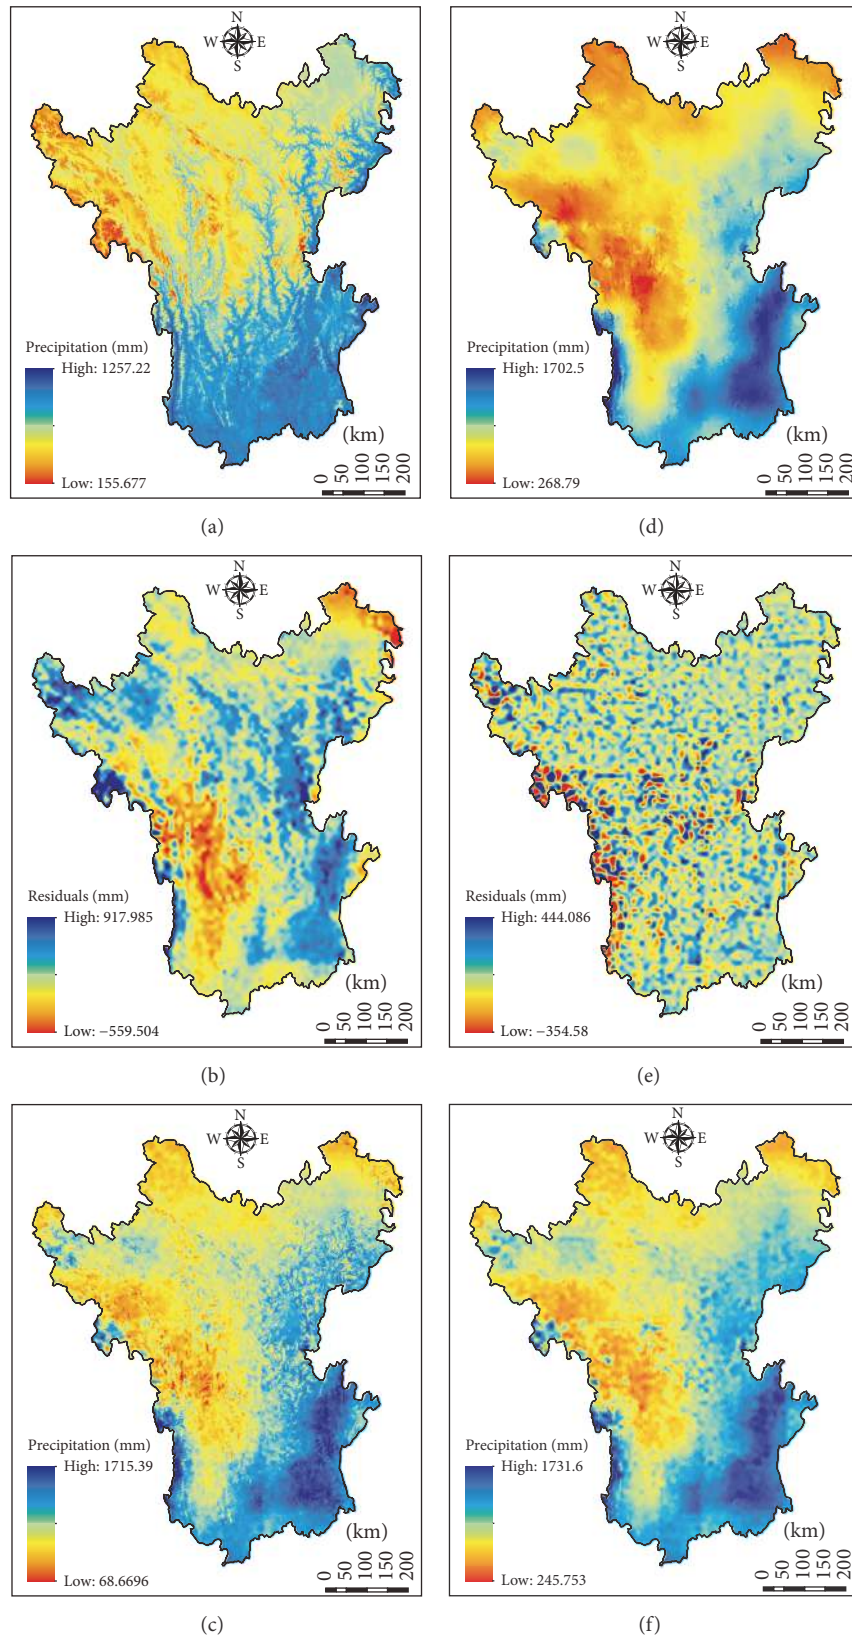 N
W E
S
Precipitation (mm)
High: 1257.22
Low: 155.677
(km)
0 50 100 150 200
(a)
N
W E
S
Precipitation (mm)
High: 1702.5
Low: 268.79
(km)
0 50 100 150 200
(d)
N
W E
S
Residuals (mm)
High: 917.985
Low: −559.504
(km)
0 50 100 150 200
(b)
N
W E
S
Residuals (mm)
High: 444.086
Low: −354.58
(km)
0 50 100 150 200
(e)
N
W E
S
Precipitation (mm)
High: 1715.39
Low: 68.6696
(km)
0 50 100 150 200
(c)
N
W E
S
Precipitation (mm)
High: 1731.6
Low: 245.753
(km)
0 50 100 150 200
(f)